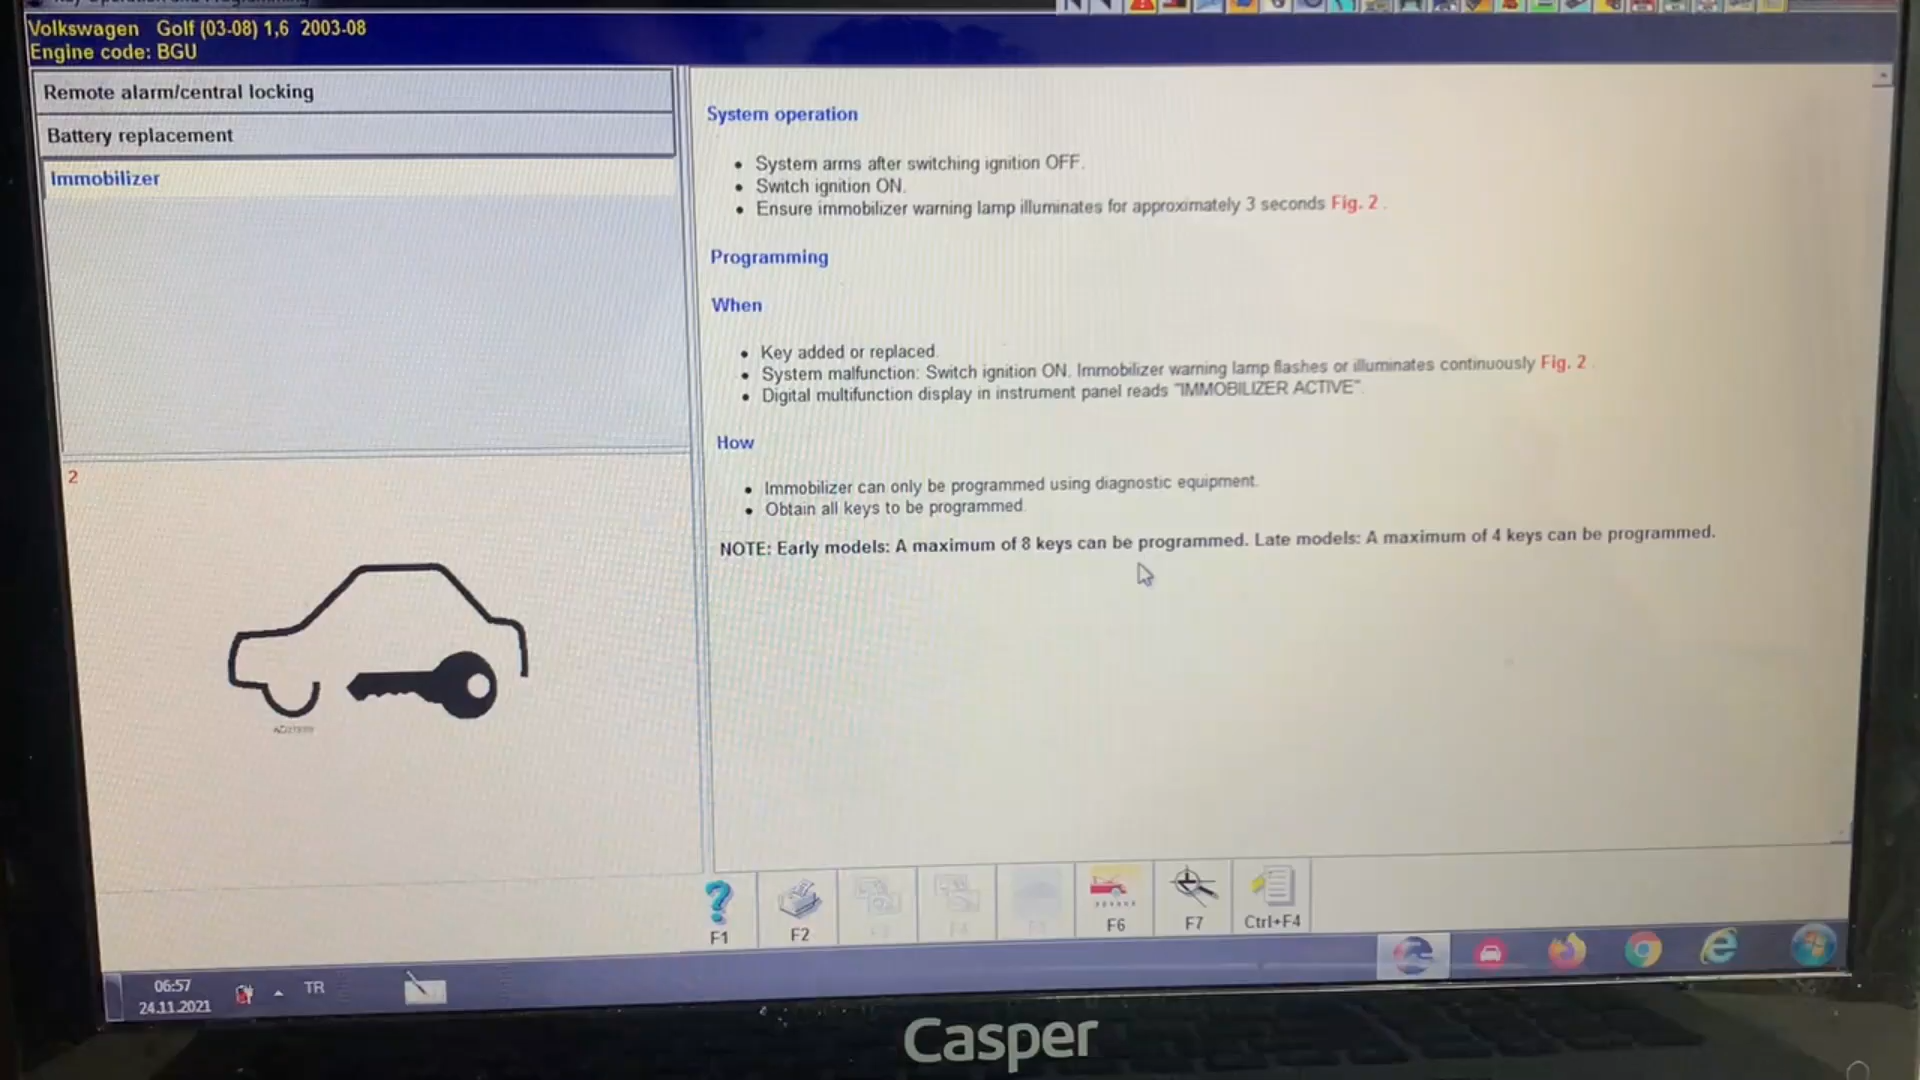 Volkswagen Golf (03-08) 1,6 2003-08
Engine code: BGU
Remote alarm/central locking
Battery replacement
Immobilizer
2
System operation
System arms after switching ignition OFF.
Switch ignition ON.
Ensure immobilizer warning lamp illuminates for approximately 3 seconds Fig. 2 .
Programming
When
Key added or replaced.
System malfunction: Switch ignition ON. Immobilizer warning lamp flashes or illuminates continuously Fig. 2 .
Digital multifunction display in instrument panel reads "IMMOBILIZER ACTIVE".
How
Immobilizer can only be programmed using diagnostic equipment.
Obtain all keys to be programmed.
NOTE: Early models: A maximum of 8 keys can be programmed. Late models: A maximum of 4 keys can be programmed.
F1
F2
F6
F7
Ctrl+F4
06:57
24.11.2021
TR
Casper